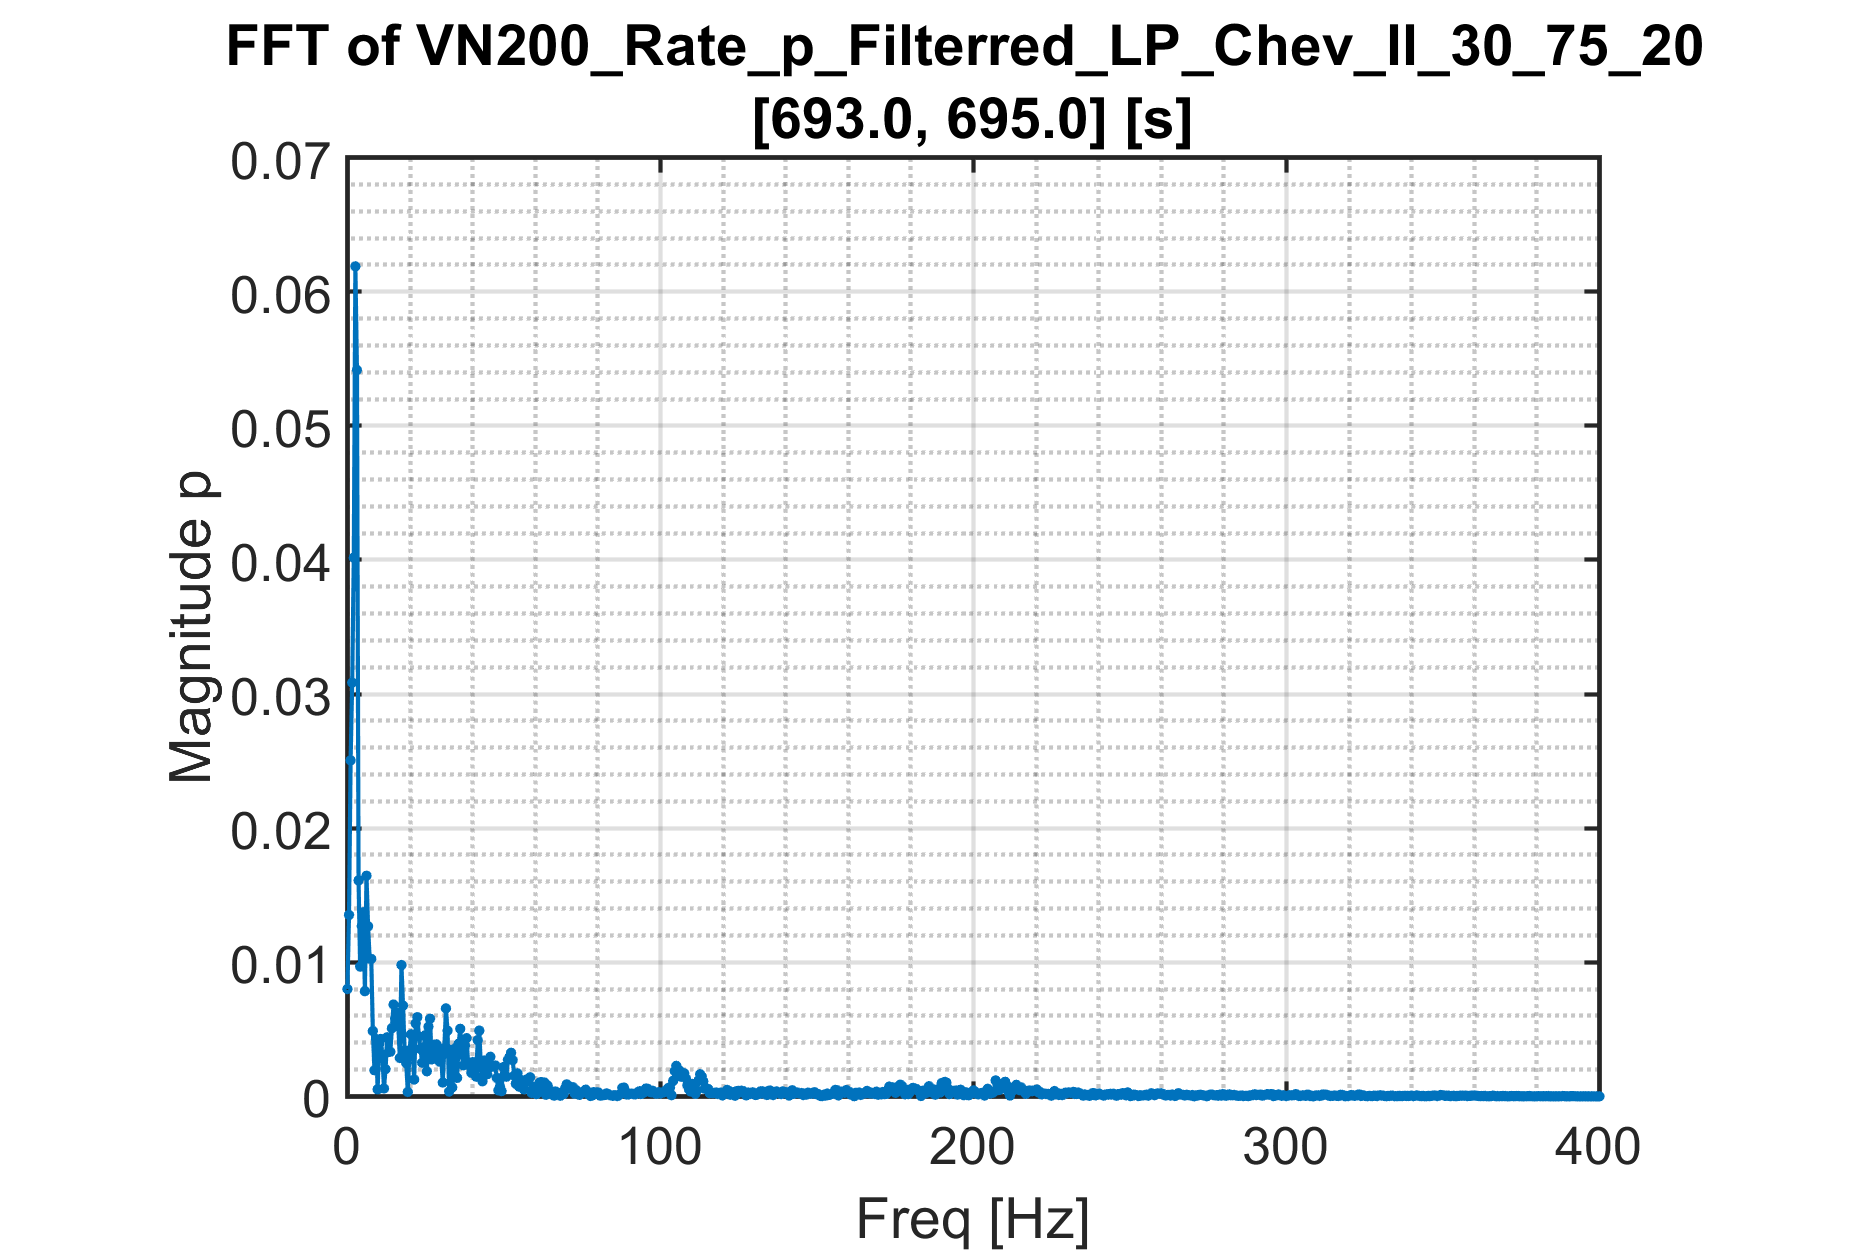 FFT of VN200_Rate_p_Filterred_LP_Chev_II_30_75_20
[693.0, 695.0] [s]
0.07
0.06
0.05
0.04
0.03
0.02
0.01
0
Magnitude p
0 100 200 300 400
Freq [Hz]